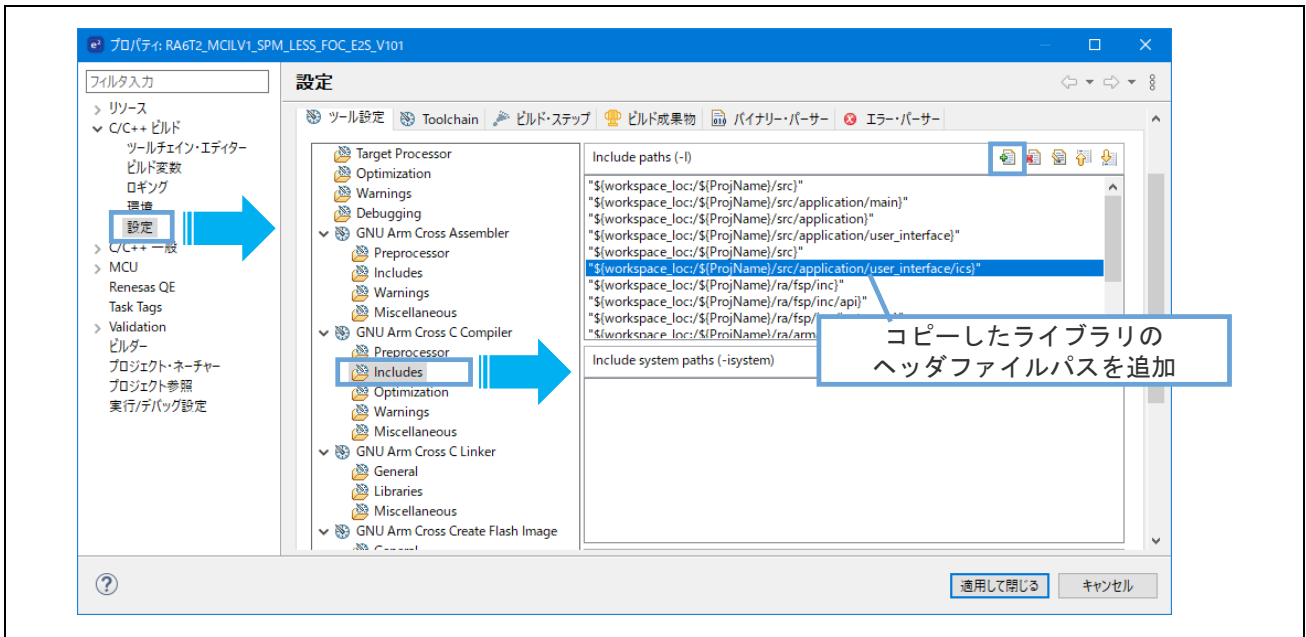 プロパティ: RA6T2_MCILV1_SPM_LESS_FOC_E2S_V101
フィルタ入力
設定
リソース
C/C++ ビルド
ツールチェイン・エディター
ビルド変数
ロギング
環境
設定
C/C++ 一般
MCU
Renesas QE
Task Tags
Validation
ビルダー
プロジェクト・ネーチャー
プロジェクト参照
実行/デバッグ設定
ツール設定 Toolchain ビルド・ステップ ビルド成果物 バイナリー・パーサー エラー・パーサー
Target Processor
Optimization
Warnings
Debugging
GNU Arm Cross Assembler
Preprocessor
Includes
Warnings
Miscellaneous
GNU Arm Cross C Compiler
Preprocessor
Includes
Optimization
Warnings
Miscellaneous
GNU Arm Cross C Linker
General
Libraries
Miscellaneous
GNU Arm Cross Create Flash Image
General
Include paths (-I)
"${workspace_loc:/${ProjName}/src}"
"${workspace_loc:/${ProjName}/src/application/main}"
"${workspace_loc:/${ProjName}/src/application}"
"${workspace_loc:/${ProjName}/src/application/user_interface}"
"${workspace_loc:/${ProjName}/src}"
"${workspace_loc:/${ProjName}/src/application/user_interface/ics}"
"${workspace_loc:/${ProjName}/ra/fsp/inc}"
"${workspace_loc:/${ProjName}/ra/fsp/inc/api}"
"${workspace_loc:/${ProjName}/ra/fsp/
"${workspace_loc:/${ProjName}/ra/arm
Include system paths (-isystem)
コピーしたライブラリの
ヘッダファイルパスを追加
適用して閉じる キャンセル